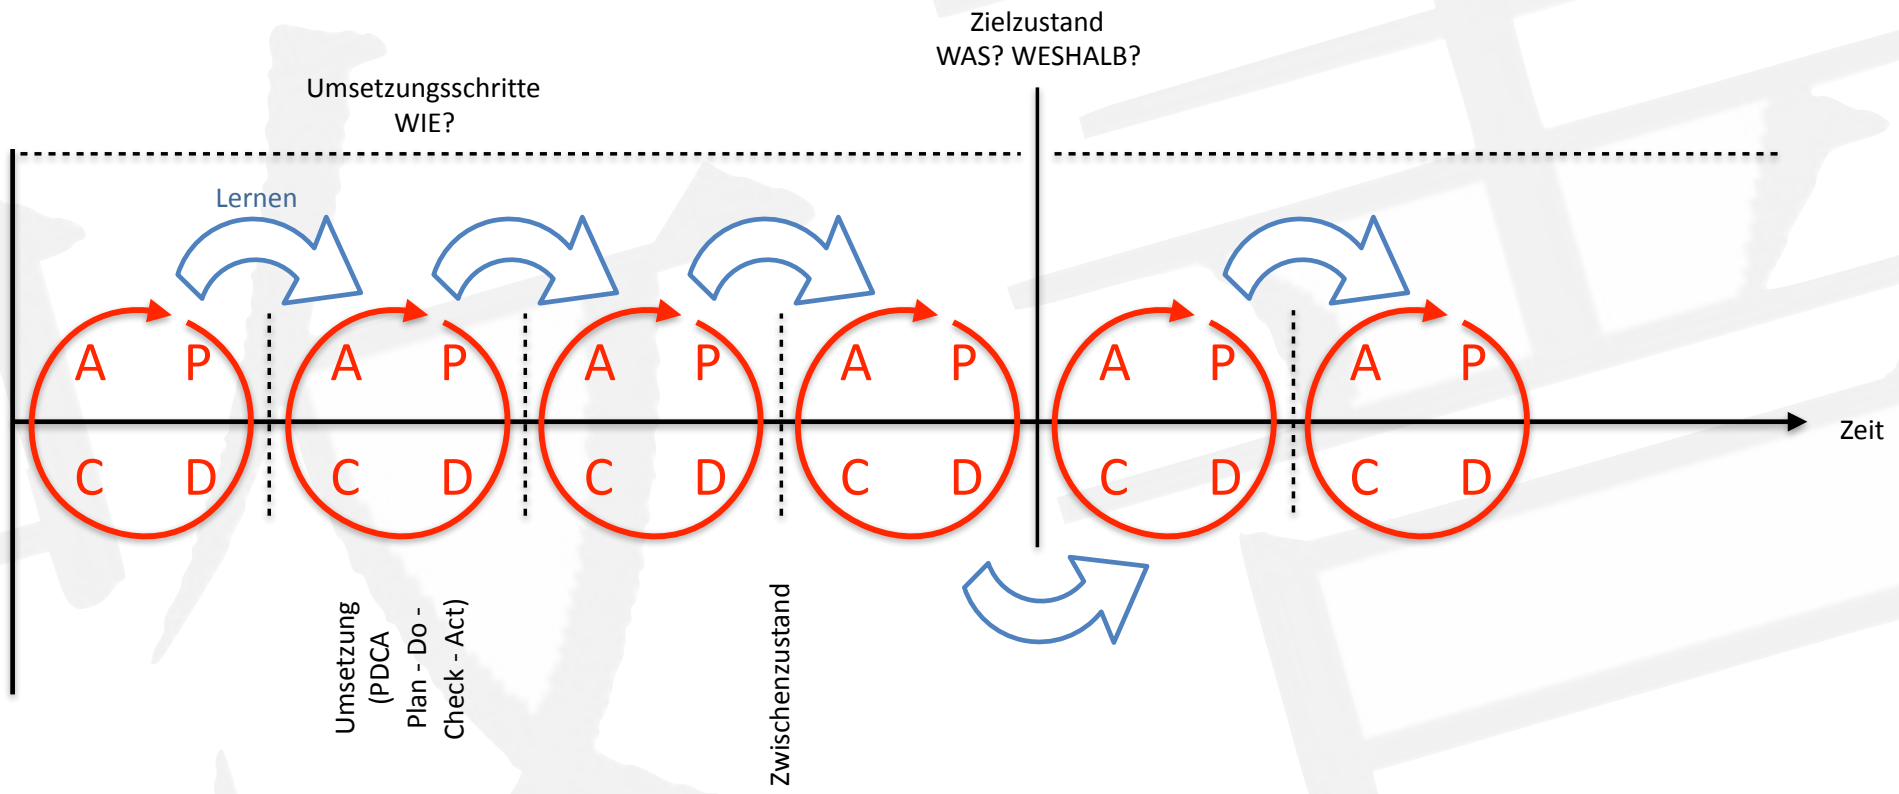 Zielzustand
WAS? WESHALB?
Umsetzungsschritte
WIE?
Lernen
A P
A P
A P
A P
A P
A P
Zeit
C D
C D
C D
C D
C D
C D
Umsetzung
(PDCA
Plan - Do -
Check - Act)
Zwischenzustand